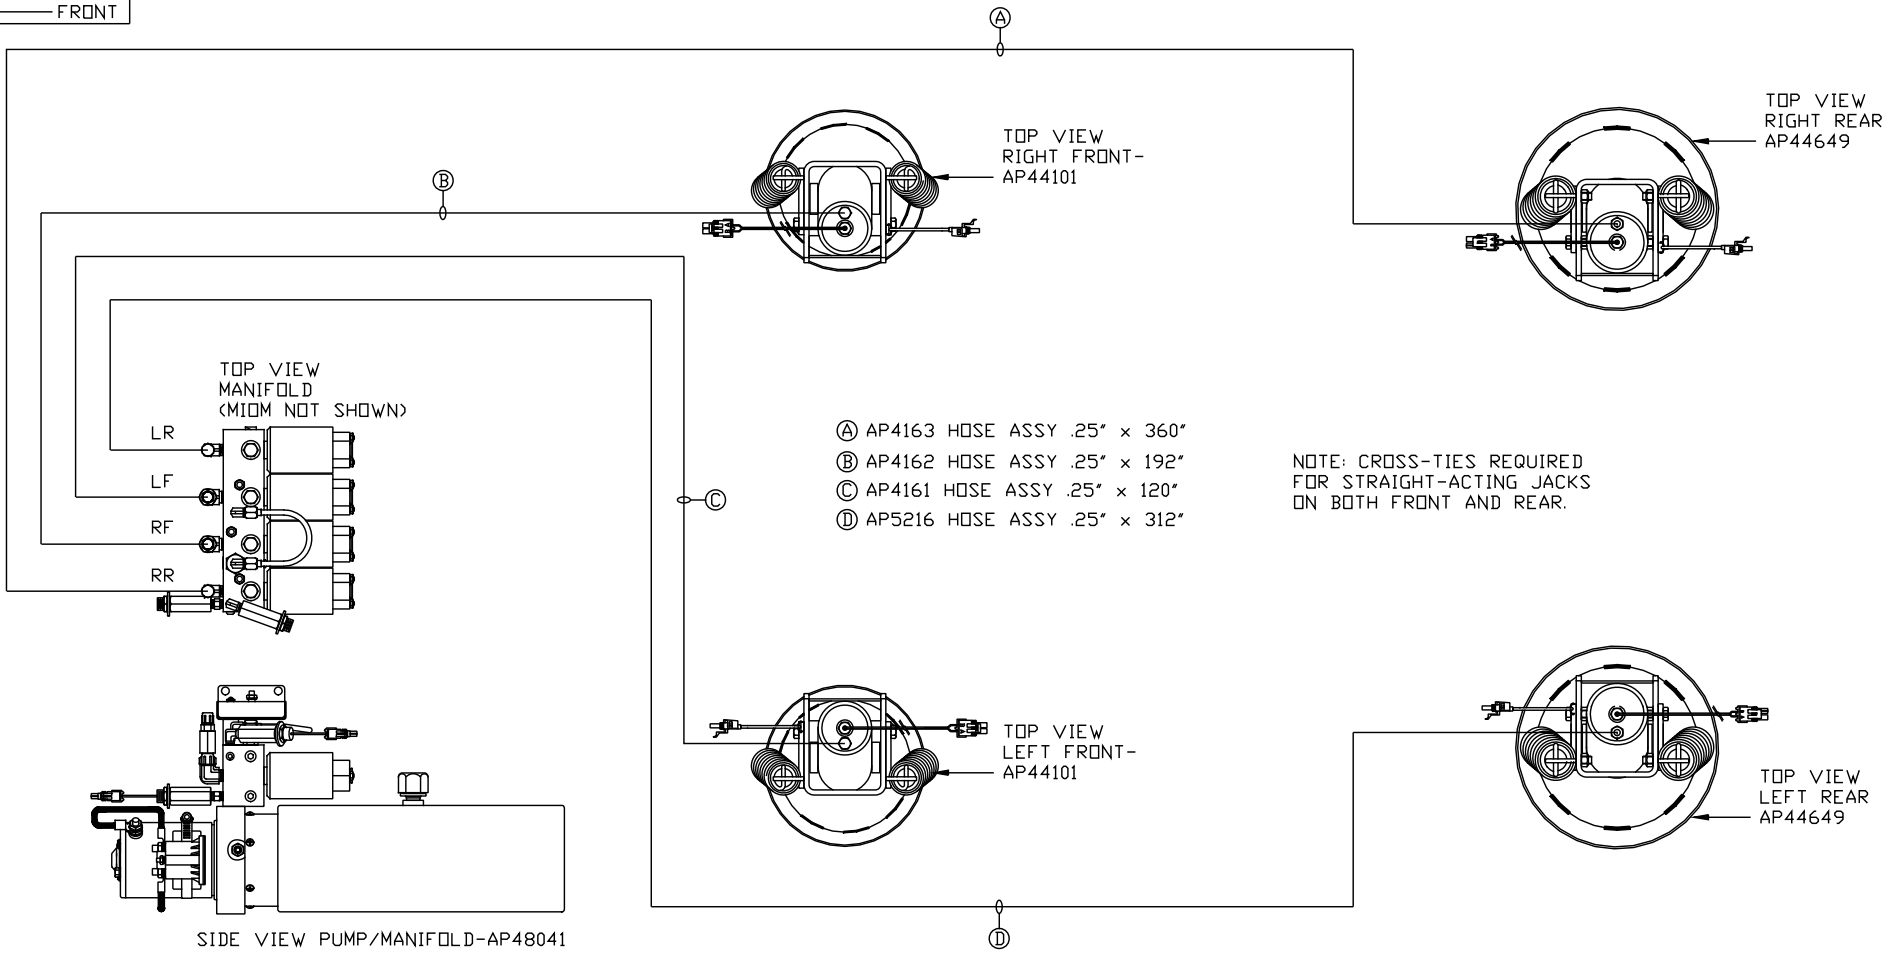 FRONT
A
TOP VIEW
RIGHT REAR
AP44649
TOP VIEW
RIGHT FRONT-
AP44101
B
TOP VIEW
MANIFOLD
(MIOM NOT SHOWN)
LR
LF
RF
RR
C
A AP4163 HOSE ASSY .25" x 360"
B AP4162 HOSE ASSY .25" x 192"
C AP4161 HOSE ASSY .25" x 120"
D AP5216 HOSE ASSY .25" x 312"
NOTE: CROSS-TIES REQUIRED
FOR STRAIGHT-ACTING JACKS
ON BOTH FRONT AND REAR.
TOP VIEW
LEFT FRONT-
AP44101
TOP VIEW
LEFT REAR
AP44649
D
SIDE VIEW PUMP/MANIFOLD-AP48041